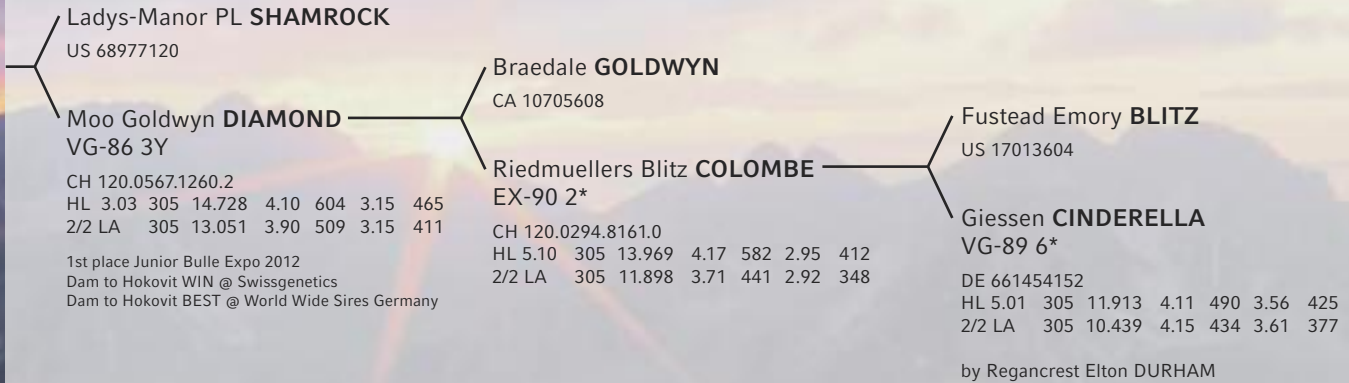 Ladys-Manor PL SHAMROCK
US 68977120
Moo Goldwyn DIAMOND
VG-86 3Y
CH 120.0567.1260.2
HL 3.03 305 14.728 4.10 604 3.15 465
2/2 LA 305 13.051 3.90 509 3.15 411
1st place Junior Bulle Expo 2012
Dam to Hokovit WIN @ Swissgenetics
Dam to Hokovit BEST @ World Wide Sires Germany
Braedale GOLDWYN
CA 10705608
Riedmuellers Blitz COLOMBE
EX-90 2*
CH 120.0294.8161.0
HL 5.10 305 13.969 4.17 582 2.95 412
2/2 LA 305 11.898 3.71 441 2.92 348
Fustead Emory BLITZ
US 17013604
Giessen CINDERELLA
VG-89 6*
DE 661454152
HL 5.01 305 11.913 4.11 490 3.56 425
2/2 LA 305 10.439 4.15 434 3.61 377
by Regancrest Elton DURHAM